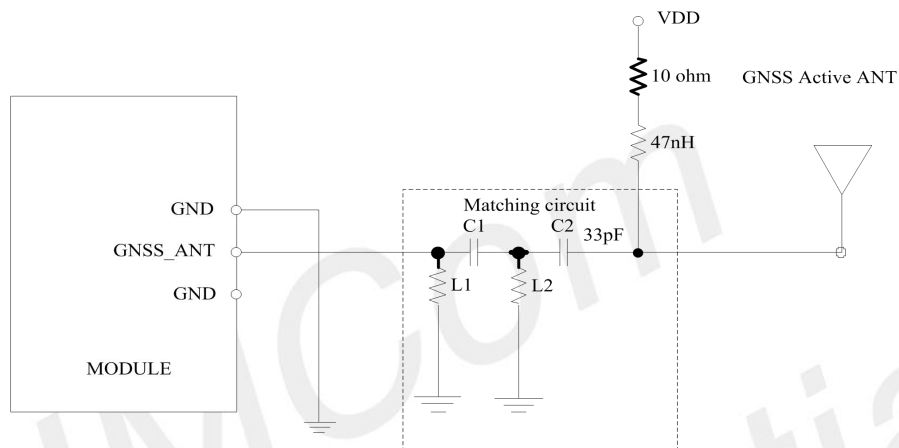 VDD
10 ohm
GNSS Active ANT
47nH
GND
Matching circuit
C1
C2
33pF
GNSS_ANT
L1
L2
GND
MODULE